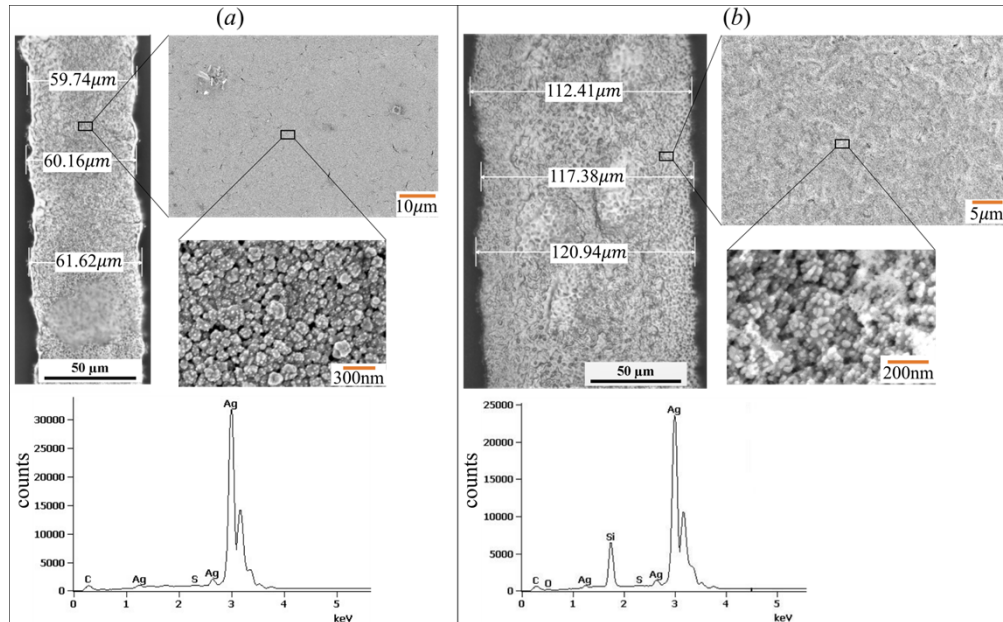 (a)
59.74μm
60.16μm
61.62μm
50 μm
10μm
300nm
counts
30000
25000
20000
15000
10000
5000
0
C
Ag
S
Ag
Ag
0
1
2
3
4
5
keV
(b)
112.41μm
117.38μm
120.94μm
50 μm
5μm
200nm
counts
25000
20000
15000
10000
5000
0
C
O
Ag
Si
S
Ag
Ag
0
1
2
3
4
5
keV